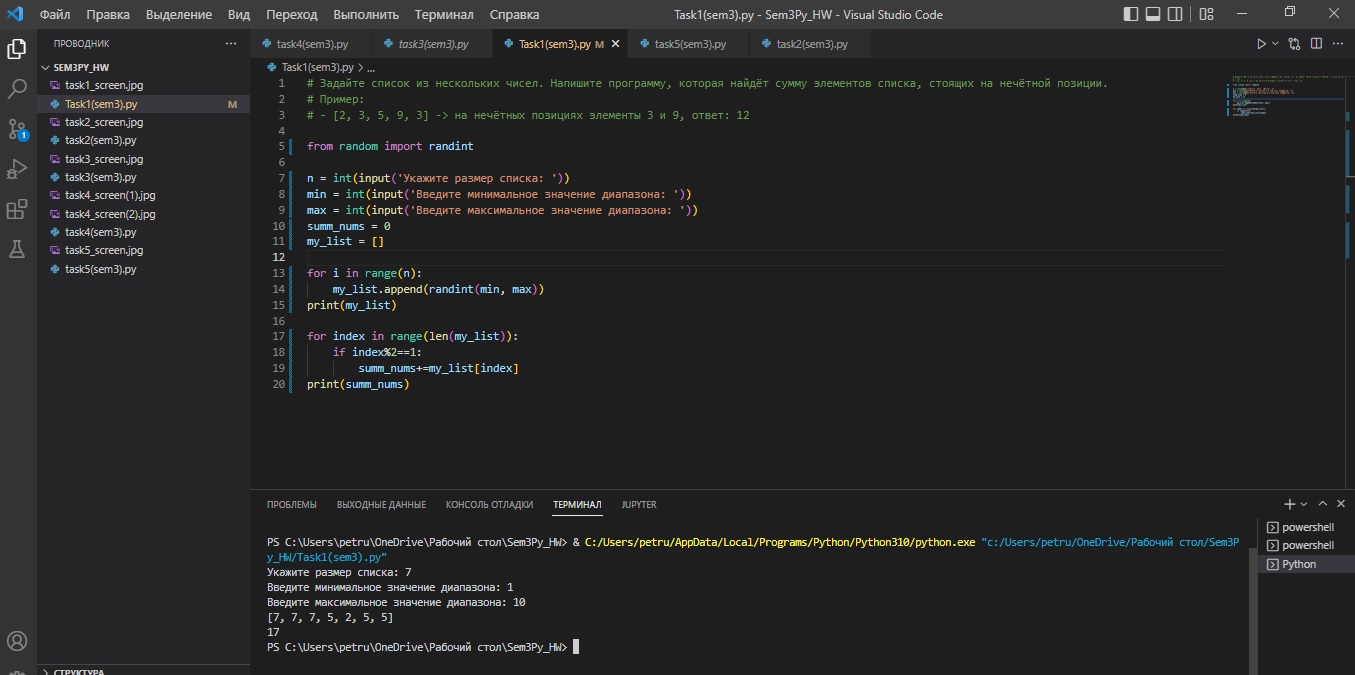 Файл Правка Выделение Вид Переход Выполнить Терминал Справка Task1(sem3).py - Sem3Py_HW - Visual Studio Code
ПРОВОДНИК ···
SEM3PY_HW
task1_screen.jpg
Task1(sem3).py M
task2_screen.jpg
task2(sem3).py
task3_screen.jpg
task3(sem3).py
task4_screen(1).jpg
task4_screen(2).jpg
task4(sem3).py
task5_screen.jpg
task5(sem3).py
1
СТРУКТУРА
task4(sem3).py task3(sem3).py Task1(sem3).py M task5(sem3).py task2(sem3).py
Task1(sem3).py > ...
1 # Задайте список из нескольких чисел. Напишите программу, которая найдёт сумму элементов списка, стоящих на нечётной позиции.
2 # Пример:
3 # - [2, 3, 5, 9, 3] -> на нечётных позициях элементы 3 и 9, ответ: 12
4
5 from random import randint
6
7 n = int(input('Укажите размер списка: '))
8 min = int(input('Введите минимальное значение диапазона: '))
9 max = int(input('Введите максимальное значение диапазона: '))
10 summ_nums = 0
11 my_list = []
12
13 for i in range(n):
14     my_list.append(randint(min, max))
15 print(my_list)
16
17 for index in range(len(my_list)):
18     if index%2==1:
19         summ_nums+=my_list[index]
20 print(summ_nums)
ПРОБЛЕМЫ ВЫХОДНЫЕ ДАННЫЕ КОНСОЛЬ ОТЛАДКИ ТЕРМИНАЛ JUPYTER
PS C:\Users\petru\OneDrive\Рабочий стол\Sem3Py_HW> & C:/Users/petru/AppData/Local/Programs/Python/Python310/python.exe "c:/Users/petru/OneDrive/Рабочий стол/Sem3P
y_HW/Task1(sem3).py"
Укажите размер списка: 7
Введите минимальное значение диапазона: 1
Введите максимальное значение диапазона: 10
[7, 7, 7, 5, 2, 5, 5]
17
PS C:\Users\petru\OneDrive\Рабочий стол\Sem3Py_HW>
powershell
powershell
Python